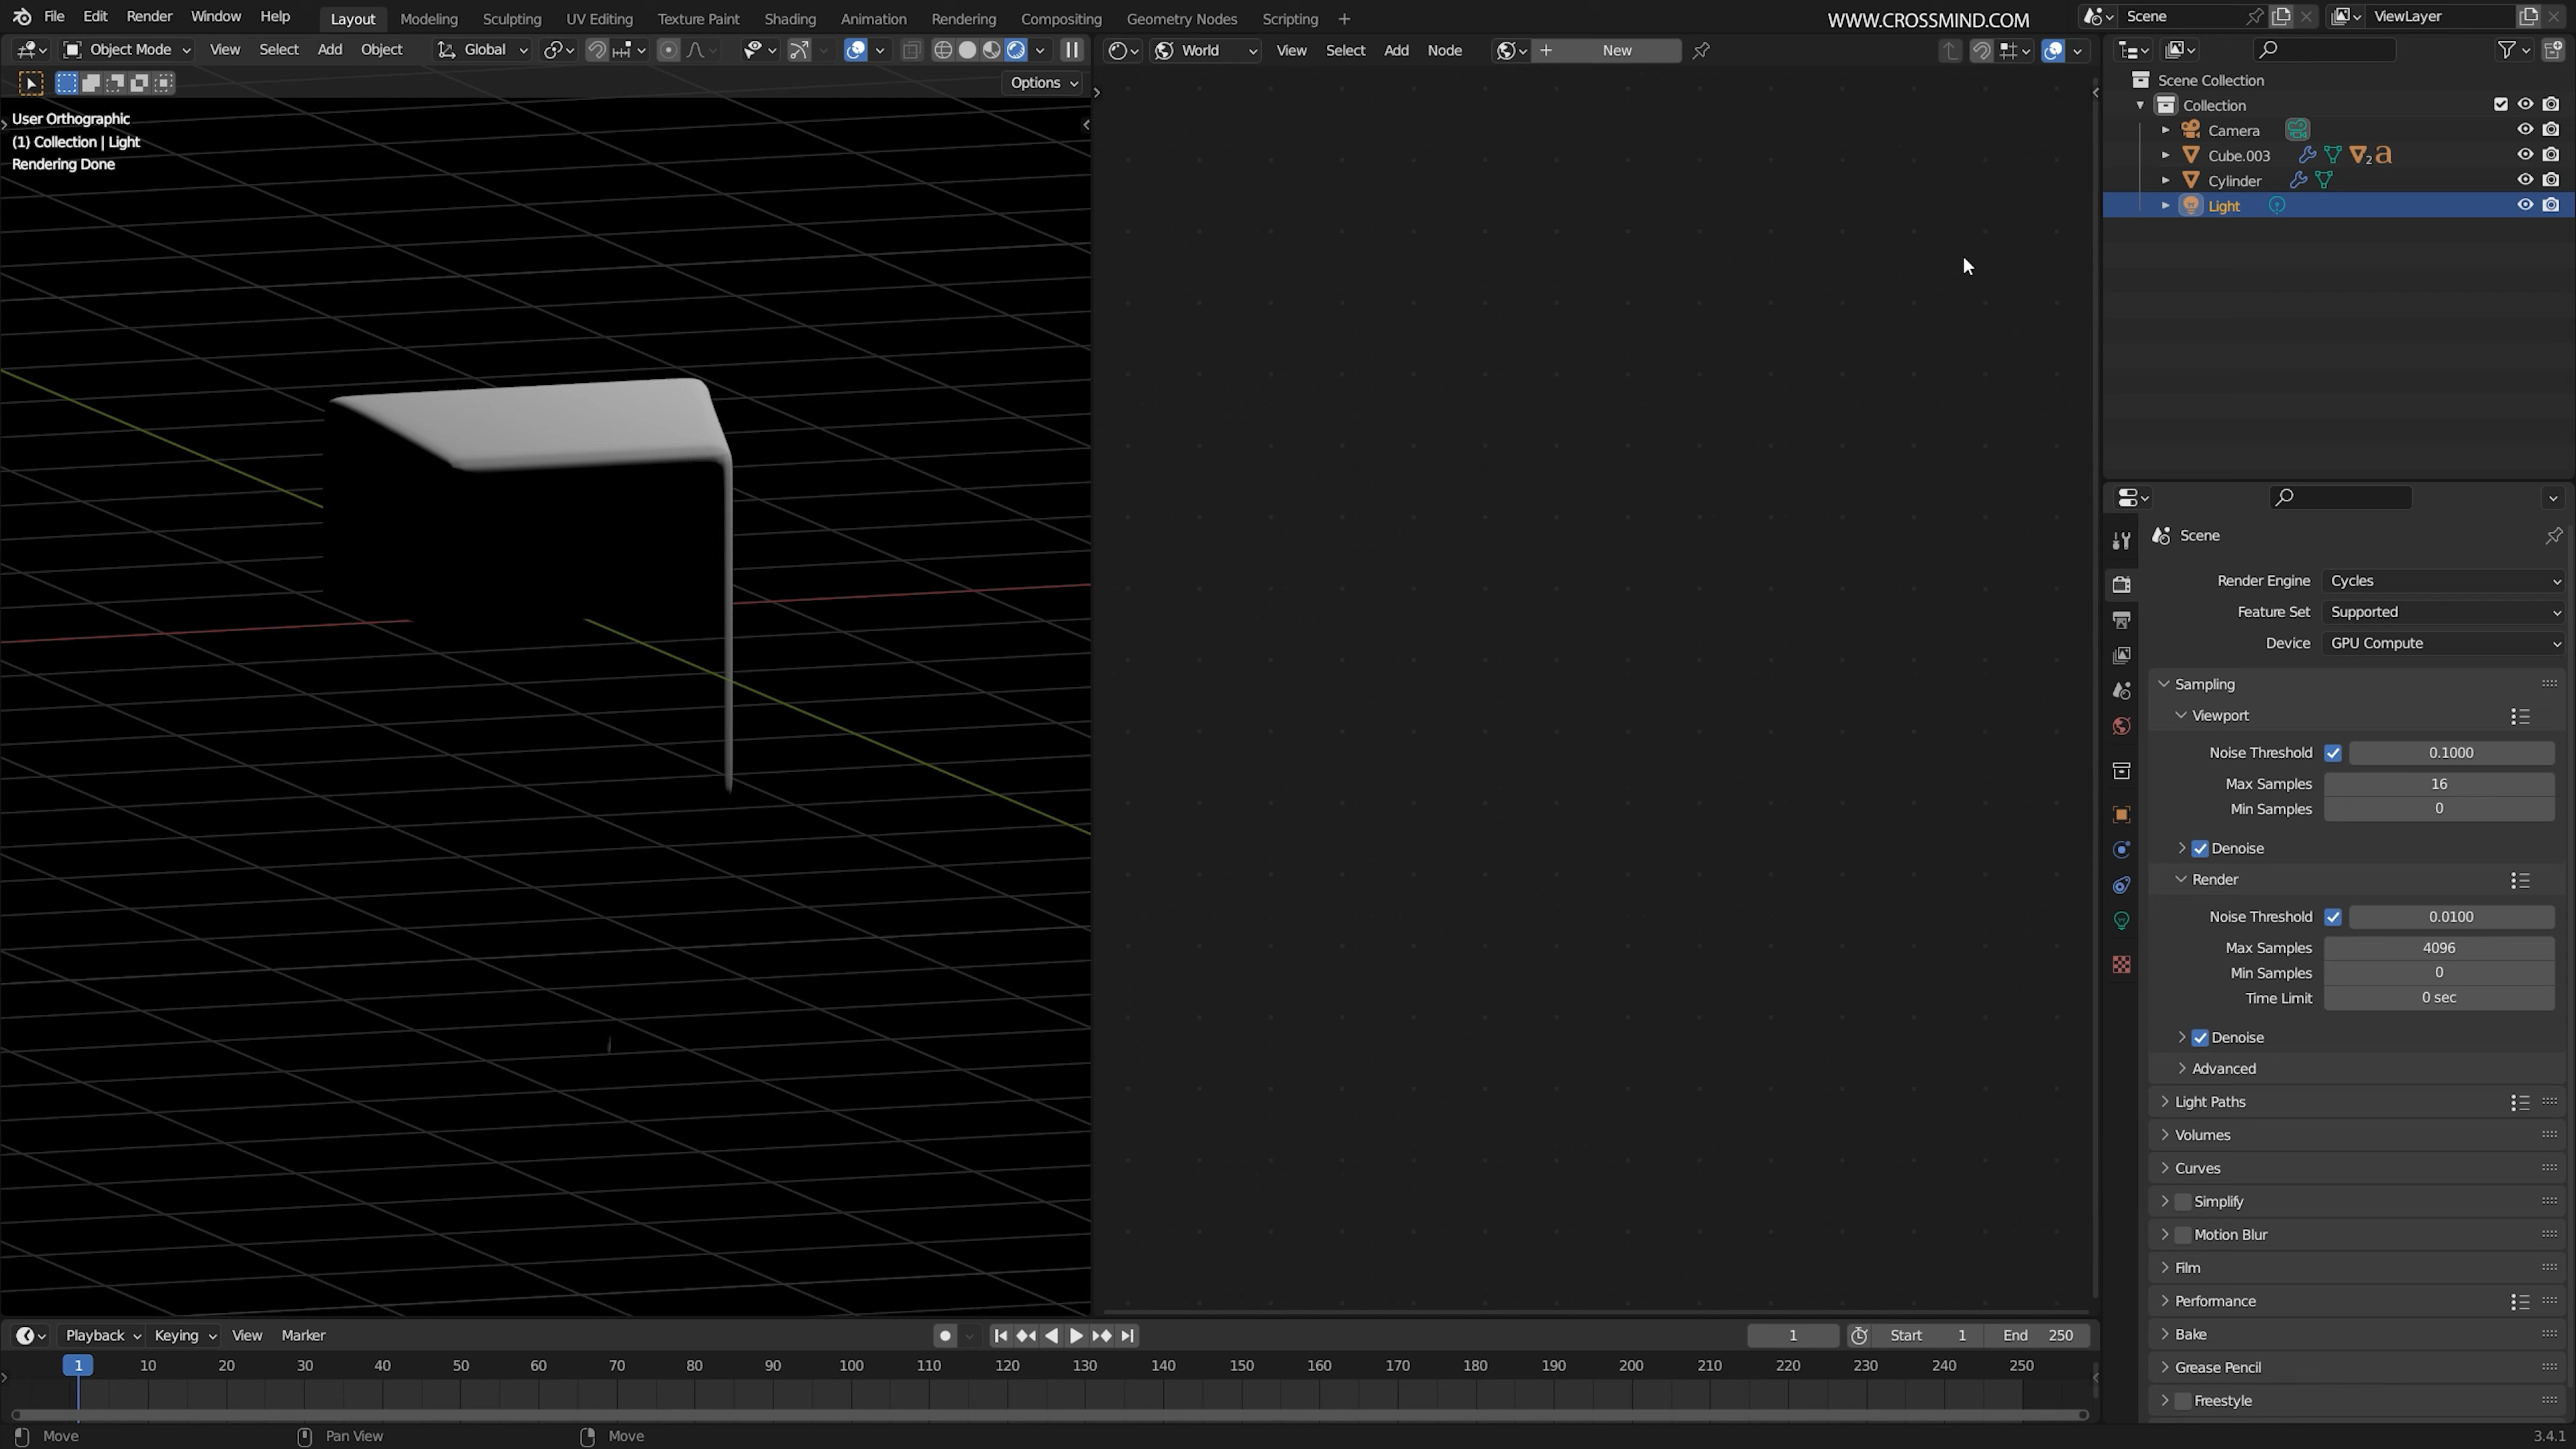 File Edit Render Window Help Layout Modeling Sculpting UV Editing Texture Paint Shading Animation Rendering Compositing Geometry Nodes Scripting + WWW.CROSSMIND.COM Scene ViewLayer
Object Mode View Select Add Object Global World View Select Add Node + New
Options
User Orthographic
(1) Collection | Light
Rendering Done
Scene Collection
Collection
Camera
Cube.003 2 a
Cylinder
Light
Scene
Render Engine Cycles
Feature Set Supported
Device GPU Compute
Sampling
Viewport
Noise Threshold 0.1000
Max Samples 16
Min Samples 0
Denoise
Render
Noise Threshold 0.0100
Max Samples 4096
Min Samples 0
Time Limit 0 sec
Denoise
Advanced
Light Paths
Volumes
Curves
Simplify
Motion Blur
Film
Performance
Bake
Grease Pencil
Freestyle
Playback Keying View Marker 1 Start 1 End 250
1 10 20 30 40 50 60 70 80 90 100 110 120 130 140 150 160 170 180 190 200 210 220 230 240 250
Move Pan View Move 3.4.1